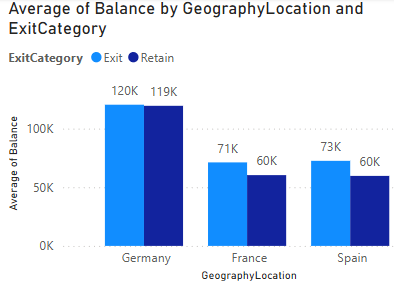 Average of Balance by GeographyLocation and
ExitCategory
ExitCategory Exit Retain
120K 119K
71K 60K
73K 60K
100K
50K
0K
Average of Balance
Germany France Spain
GeographyLocation